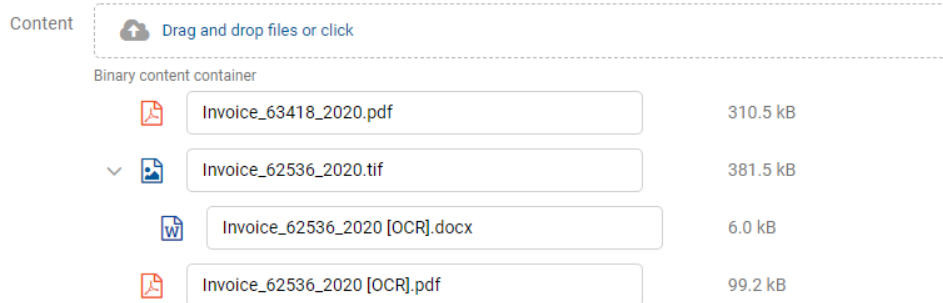 Content
Drag and drop files or click
Binary content container
Invoice_63418_2020.pdf 310.5 kB
Invoice_62536_2020.tif 381.5 kB
W Invoice_62536_2020 [OCR].docx 6.0 kB
Invoice_62536_2020 [OCR].pdf 99.2 kB